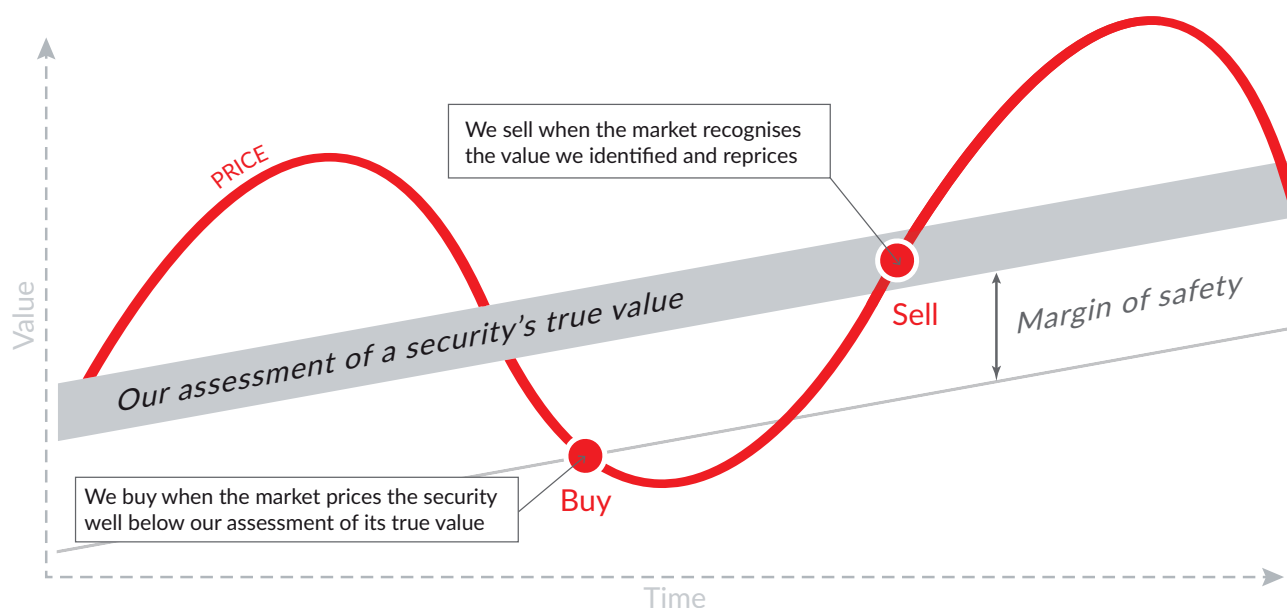 PRICE
We sell when the market recognises
the value we identified and reprices
Value
Our assessment of a security’s true value
Sell
Margin of safety
We buy when the market prices the security
well below our assessment of its true value
Buy
Time